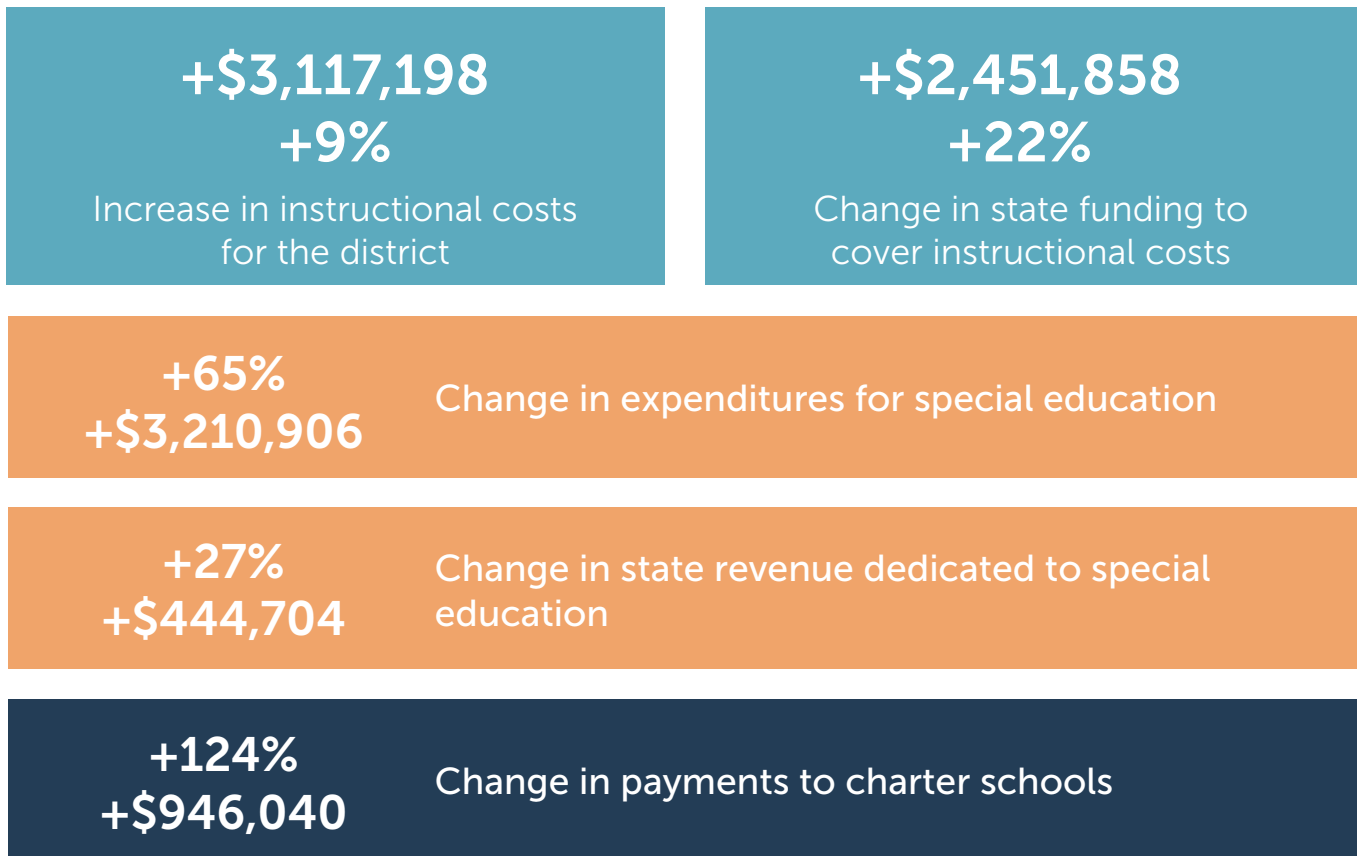 +$3,117,198
+9%
Increase in instructional costs
for the district
+$2,451,858
+22%
Change in state funding to
cover instructional costs
+65%
+$3,210,906
Change in expenditures for special education
+27%
+$444,704
Change in state revenue dedicated to special
education
+124%
+$946,040
Change in payments to charter schools